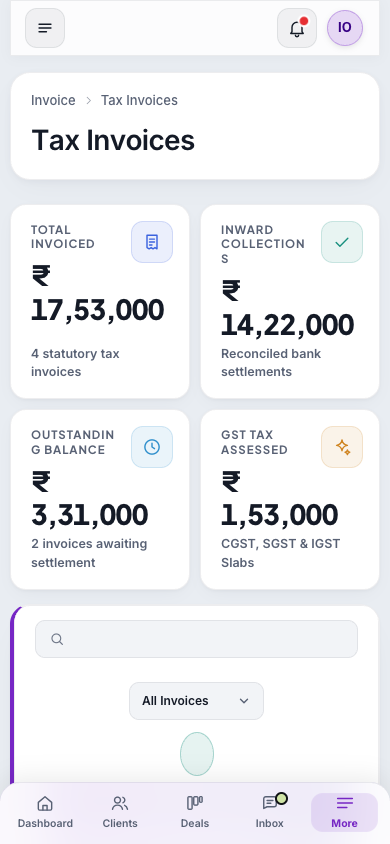 IO
Invoice > Tax Invoices
Tax Invoices
TOTAL
INVOICED
₹
17,53,000
4 statutory tax
invoices
INWARD
COLLECTION
S
₹
14,22,000
Reconciled bank
settlements
OUTSTANDIN
G BALANCE
₹
3,31,000
2 invoices awaiting
settlement
GST TAX
ASSESSED
₹
1,53,000
CGST, SGST & IGST
Slabs
All Invoices
Dashboard
Clients
Deals
Inbox
More